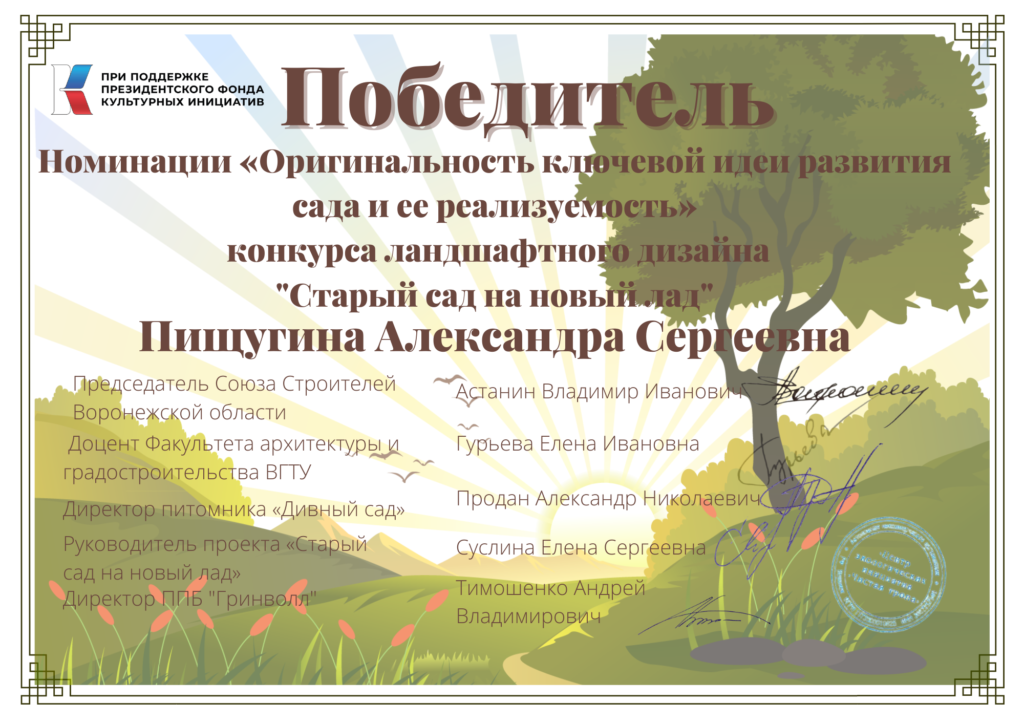 ПРИ ПОДДЕРЖКЕ
ПРЕЗИДЕНТСКОГО ФОНДА
КУЛЬТУРНЫХ ИНИЦИАТИВ
Победитель
Номинации «Оригинальность ключевой идеи развития
сада и ее реализуемость»
конкурса ландшафтного дизайна
"Старый сад на новый лад"
Пищугина Александра Сергеевна
Председатель Союза Строителей
Воронежской области
Астанин Владимир Иванович
Доцент Факультета архитектуры и
градостроительства ВГТУ
Гурьева Елена Ивановна
Директор питомника «Дивный сад»
Продан Александр Николаевич
Руководитель проекта «Старый
сад на новый лад»
Суслина Елена Сергеевна
Директор ППБ "Гринволл"
Тимошенко Андрей
Владимирович
Гурьева